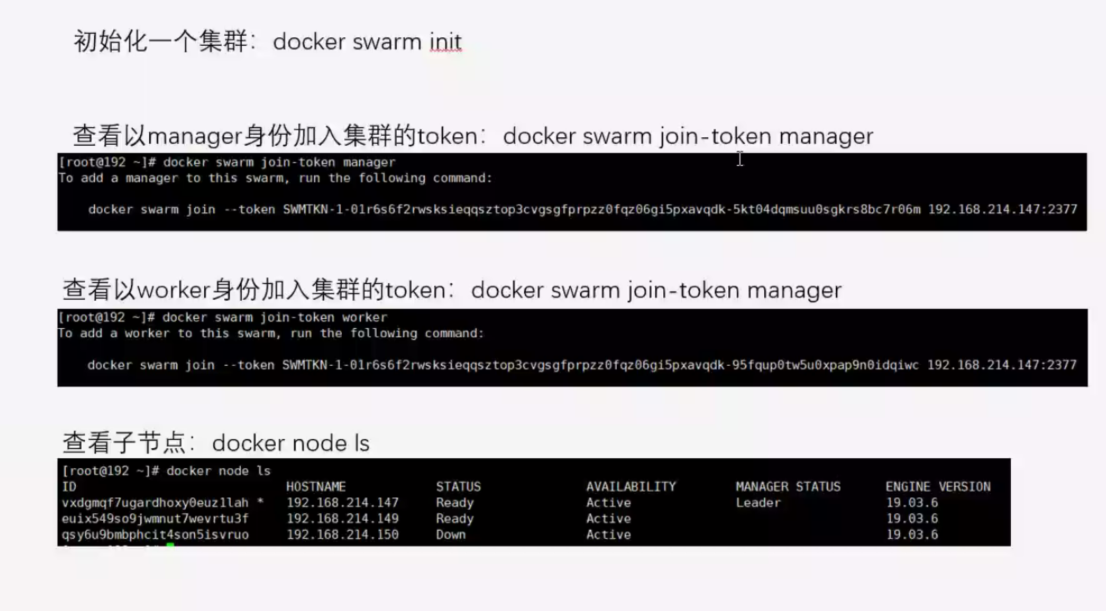 初始化一个集群：docker swarm init
查看以manager身份加入集群的token：docker swarm join-token manager
[root@192 ~]# docker swarm join-token manager
To add a manager to this swarm, run the following command:
docker swarm join --token SWMTKN-1-01r6s6f2rwsksieqqsztop3cvgsgfprpzz0fqz06gi5pxavqdk-5kt04dqmsuu0sgkrs8bc7r06m 192.168.214.147:2377
查看以worker身份加入集群的token：docker swarm join-token manager
[root@192 ~]# docker swarm join-token worker
To add a worker to this swarm, run the following command:
docker swarm join --token SWMTKN-1-01r6s6f2rwsksieqqsztop3cvgsgfprpzz0fqz06gi5pxavqdk-95fqup0tw5u0xpap9n0idqiwc 192.168.214.147:2377
查看子节点：docker node ls
[root@192 ~]# docker node ls
ID HOSTNAME STATUS AVAILABILITY MANAGER STATUS ENGINE VERSION
vxdgmqf7ugardhoxy0euzllah * 192.168.214.147 Ready Active Leader 19.03.6
euix549so9jwmnut7wevrtu3f 192.168.214.149 Ready Active 19.03.6
qsy6u9bmbphcit4son5isvruo 192.168.214.150 Down Active 19.03.6